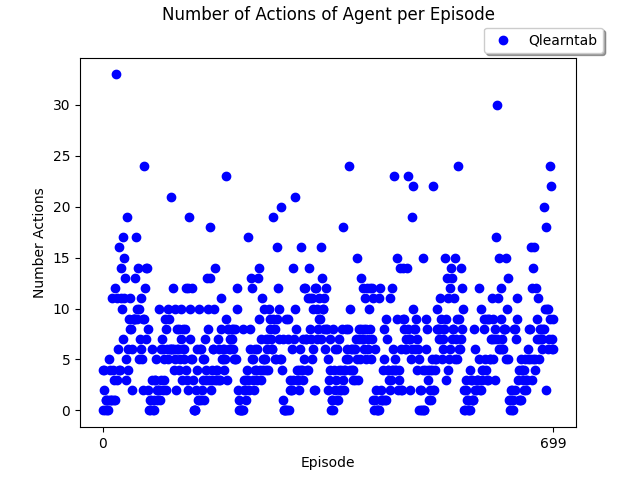 Number of Actions of Agent per Episode
Qlearntab
30
25
20
15
10
5
0
Number Actions
0 699
Episode